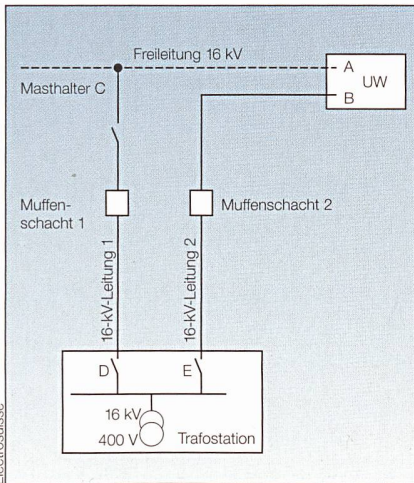 Freileitung 16 kV
A
UW
B
Masthalter C
Muffen-
schacht 1
Muffenschacht 2
16-kV-Leitung 1
16-kV-Leitung 2
D
E
16 kV
400 V
Trafostation
Electrosuisse